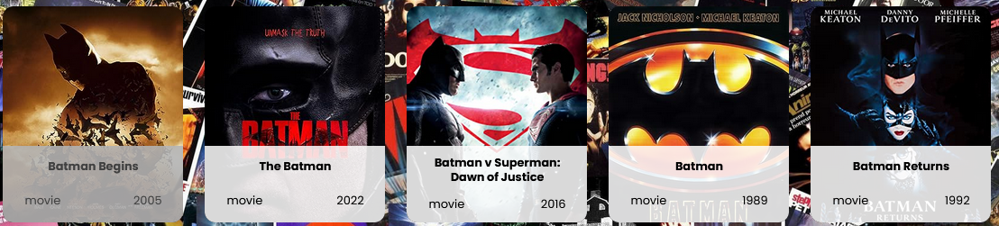 Batman Begins
movie 2005
UNMASK THE TRUTH
THE
BATMAN
The Batman
movie 2022
Batman v Superman:
Dawn of Justice
movie 2016
JACK NICHOLSON · MICHAEL KEATON
Batman
movie 1989
BATMAN
MICHAEL KEATON DANNY DEVITO MICHELLE PFEIFFER
Batman Returns
movie 1992
BATMAN
RETURNS